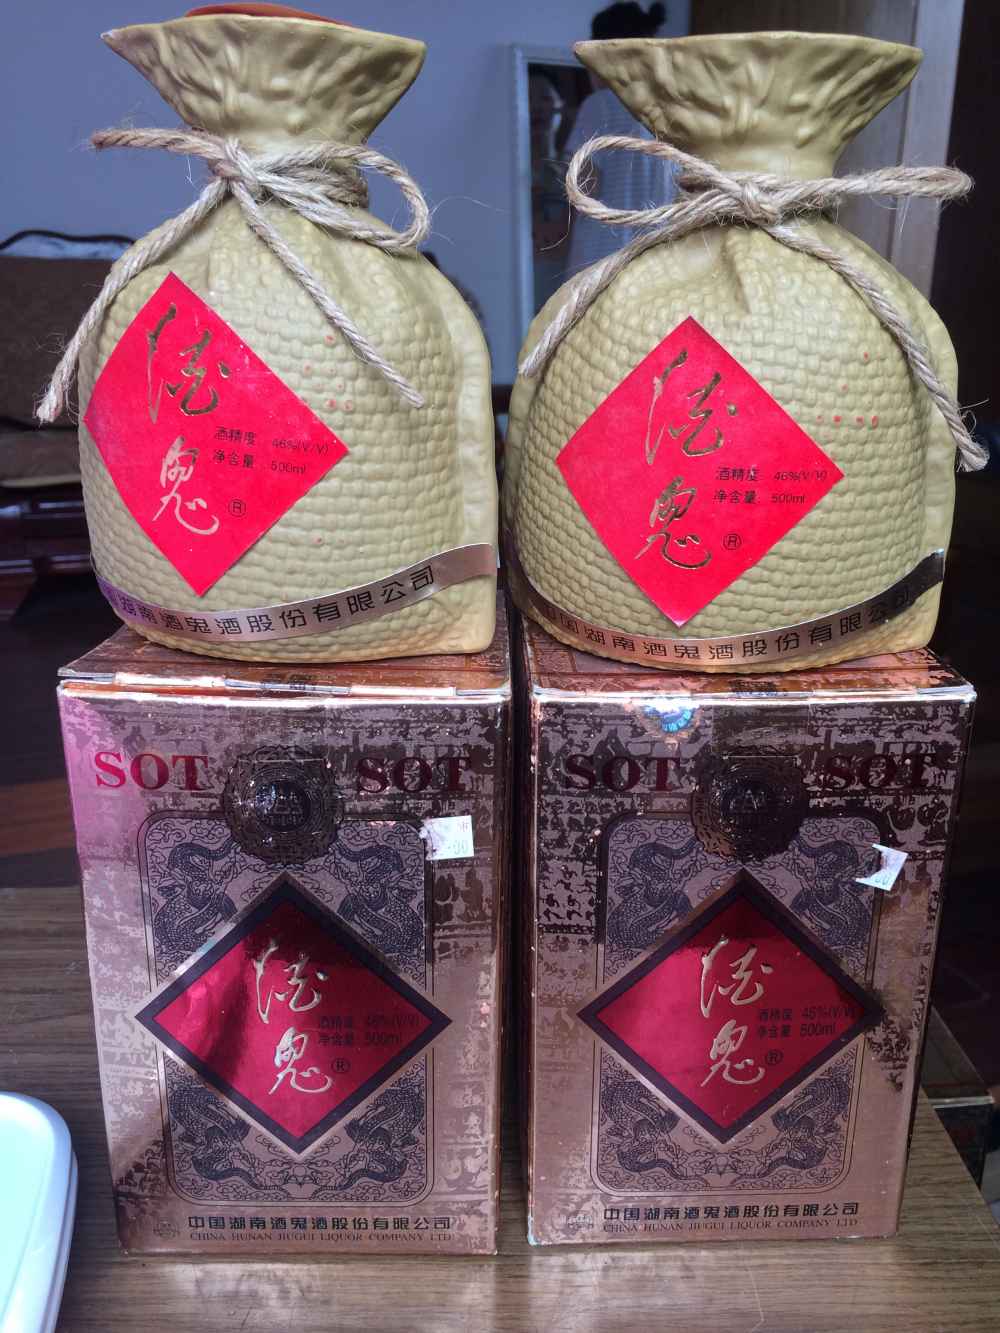 酒鬼
酒精度 46%(V/V)
净含量 500ml
®
湖南酒鬼酒股份有限公司
酒鬼
酒精度 46%(V/V)
净含量 500ml
®
中国湖南酒鬼酒股份有限公司
SOT SOT
酒鬼
酒精度 46%(V/V)
净含量 500ml
®
中国湖南酒鬼酒股份有限公司
CHINA HUNAN JIUGUI LIQUOR COMPANY LTD
SOT SOT
酒鬼
酒精度 46%(V/V)
净含量 500ml
®
中国湖南酒鬼酒股份有限公司
CHINA HUNAN JIUGUI LIQUOR COMPANY LTD